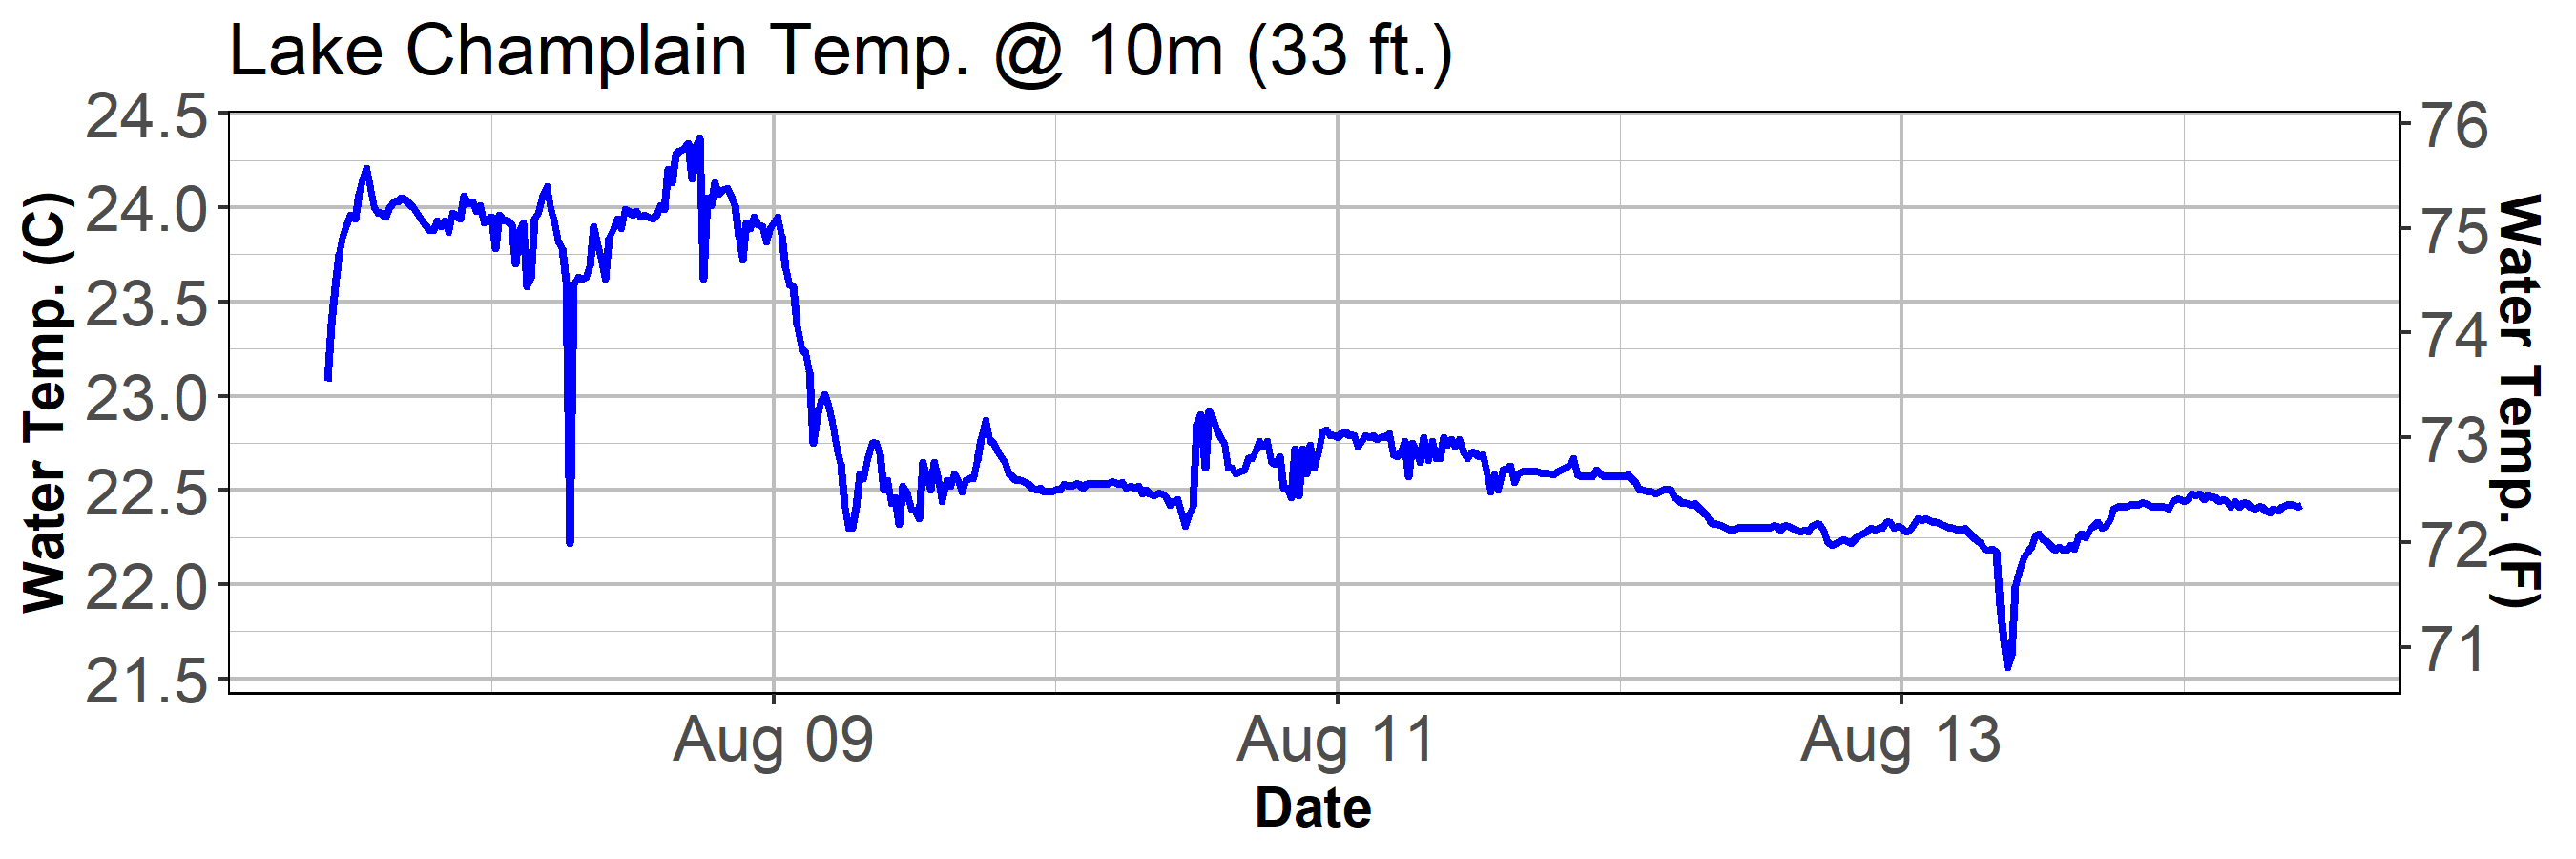 Lake Champlain Temp. @ 10m (33 ft.)
Water Temp. (C)
24.5
24.0
23.5
23.0
22.5
22.0
21.5
76
75
74
73
72
71
Water Temp. (F)
Aug 09 Aug 11 Aug 13
Date